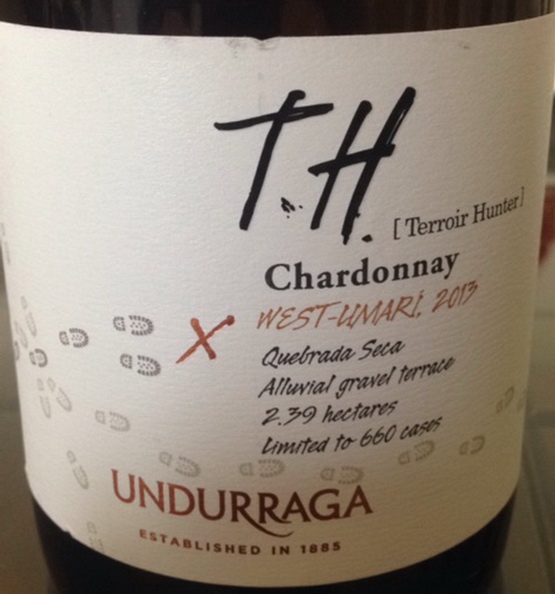 T.H.
[Terroir Hunter]
Chardonnay
X WEST-UMARÍ, 2013
Quebrada Seca
Alluvial gravel terrace
2.39 hectares
Limited to 660 cases
UNDURRAGA
ESTABLISHED IN 1885